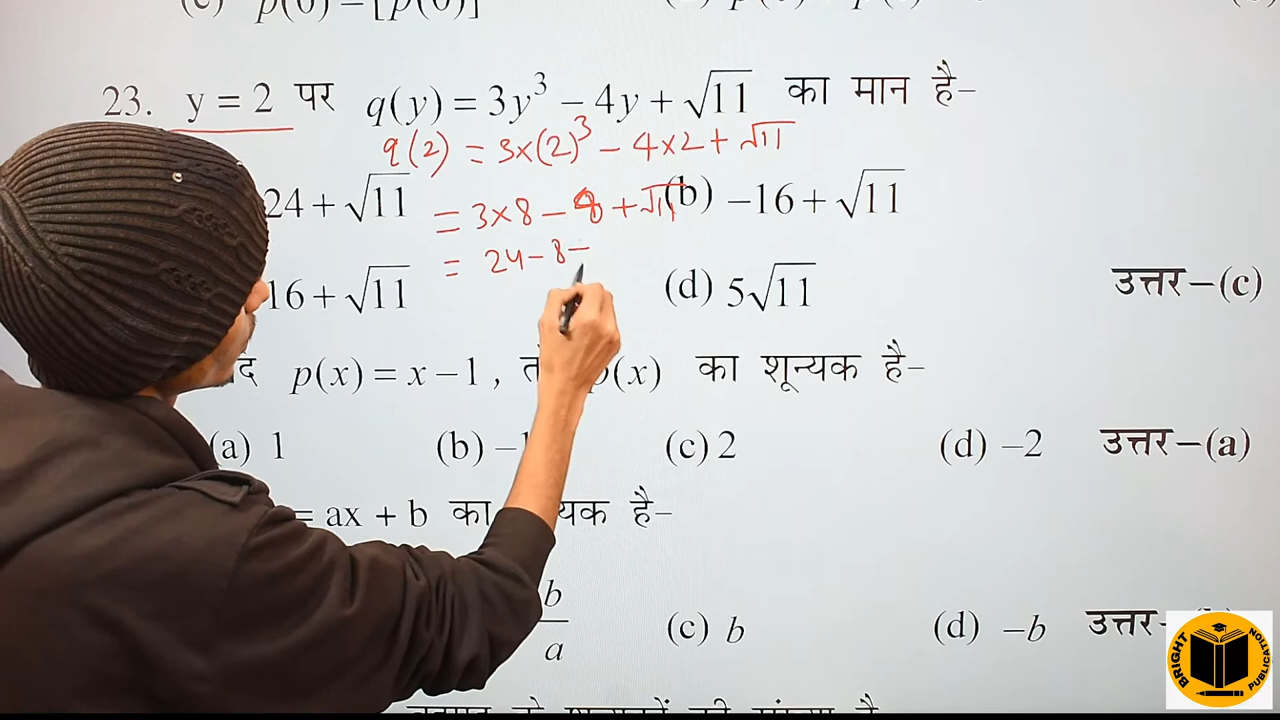 (c) p(0) = [p(0)]
23. y = 2 पर q(y) = 3y³ − 4y + √11 का मान है–
q(2) = 3×(2)³ − 4×2 + √11
24 + √11
= 3×8 − 8 + √11
(b) −16 + √11
= 24 − 8 −
16 + √11
(d) 5√11
उत्तर–(c)
p(x) = x − 1, p(x) का शून्यक है–
(a) 1 (b) – (c) 2 (d) −2 उत्तर–(a)
= ax + b का है–
b/a (c) b (d) −b उत्तर–
BRIGHT PUBLICATION